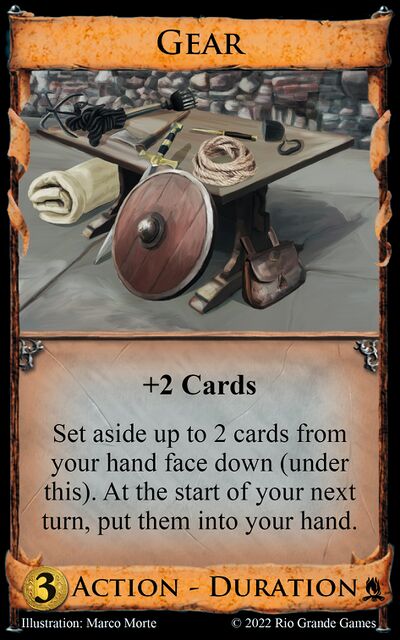 GEAR
+2 Cards
Set aside up to 2 cards from
your hand face down (under
this). At the start of your next
turn, put them into your hand.
3 ACTION - DURATION
Illustration: Marco Morte © 2022 Rio Grande Games